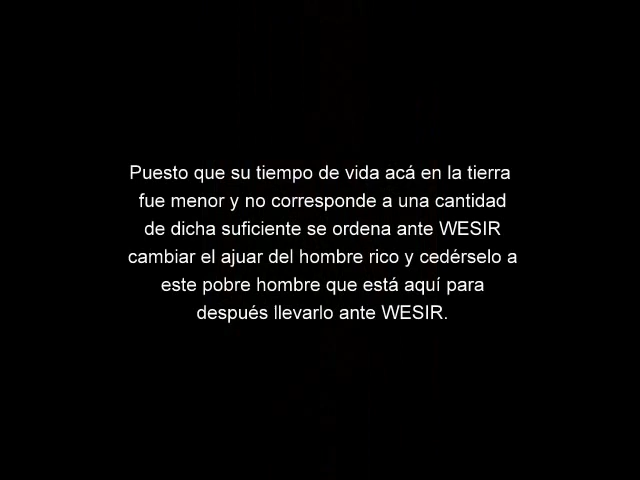 Puesto que su tiempo de vida acá en la tierra
fue menor y no corresponde a una cantidad
de dicha suficiente se ordena ante WESIR
cambiar el ajuar del hombre rico y cedérselo a
este pobre hombre que está aquí para
después llevarlo ante WESIR.